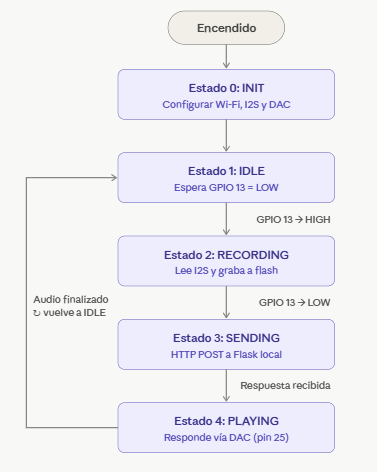 Encendido
Estado 0: INIT
Configurar Wi-Fi, I2S y DAC
Estado 1: IDLE
Espera GPIO 13 = LOW
GPIO 13 → HIGH
Estado 2: RECORDING
Lee I2S y graba a flash
GPIO 13 → LOW
Audio finalizado
↻ vuelve a IDLE
Estado 3: SENDING
HTTP POST a Flask local
Respuesta recibida
Estado 4: PLAYING
Responde vía DAC (pin 25)